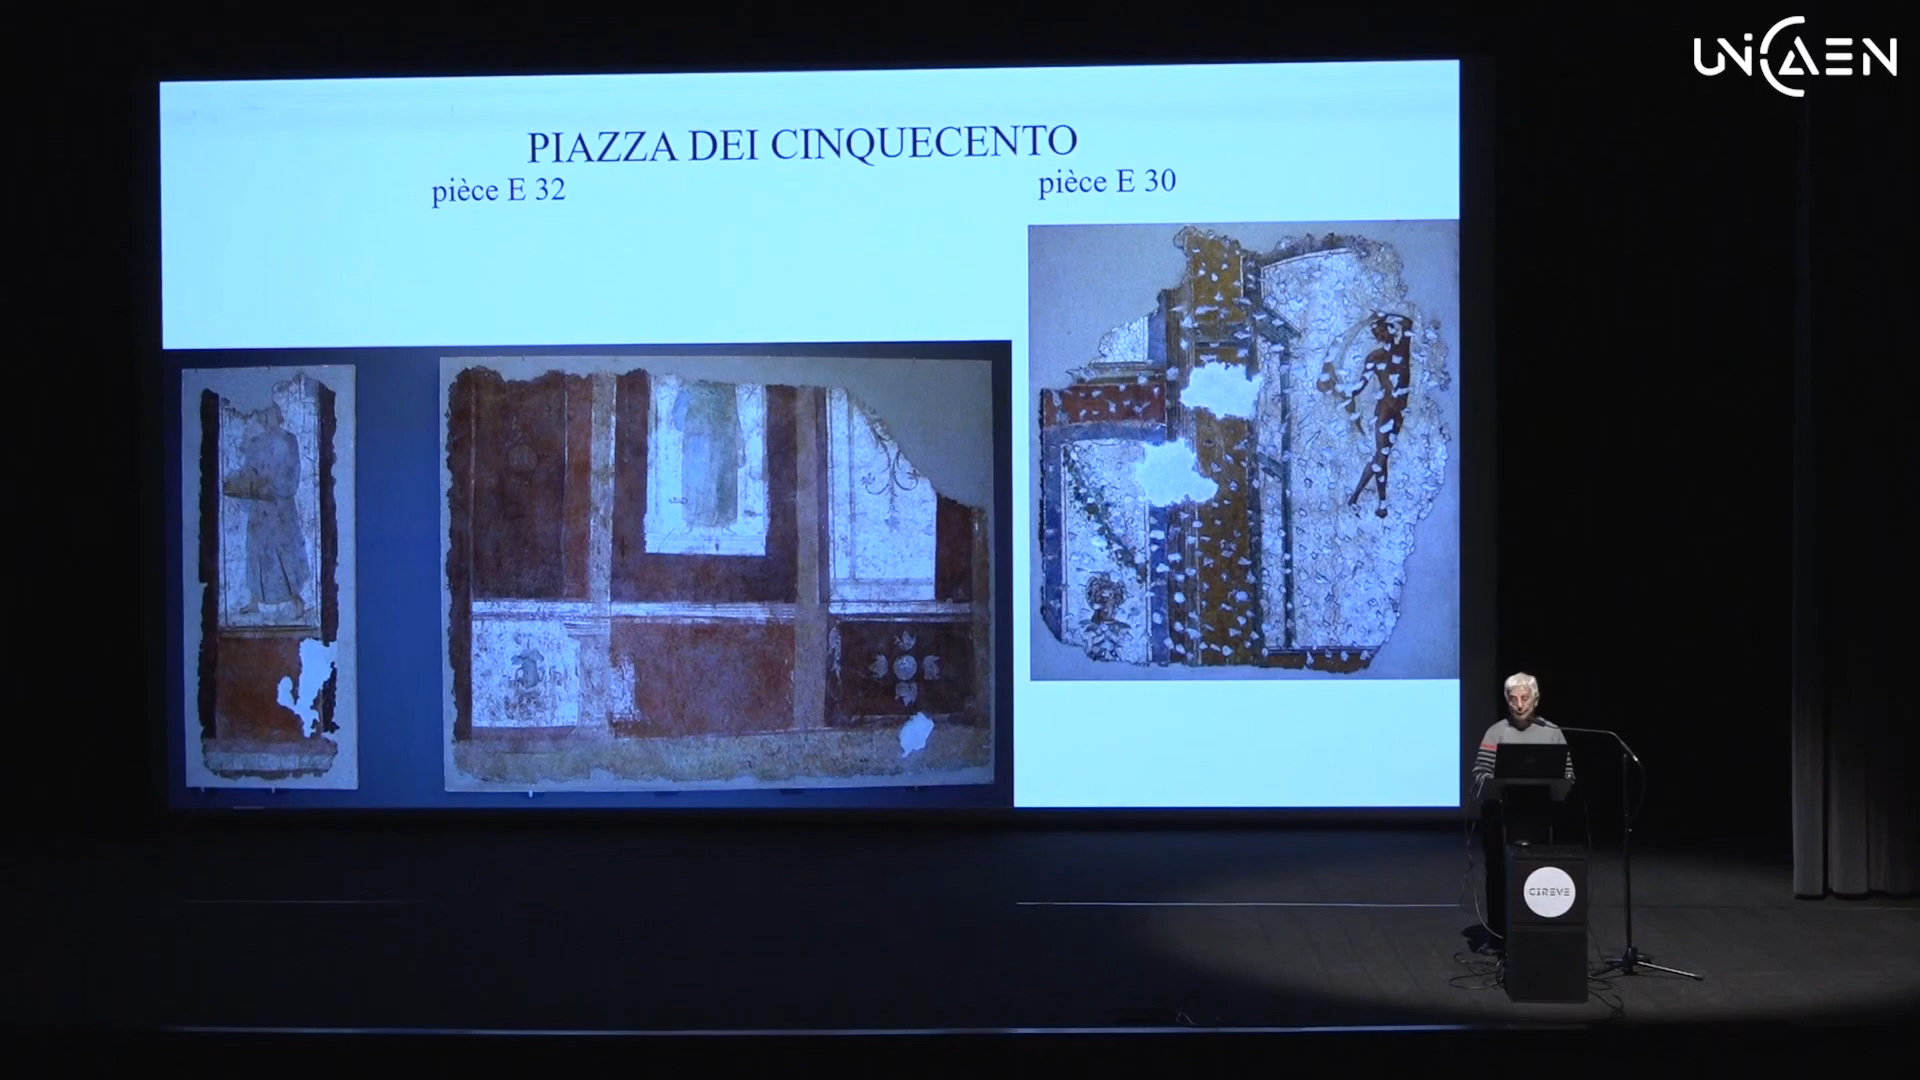 UNICAEN
PIAZZA DEI CINQUECENTO
pièce E 32
pièce E 30
CIREVE